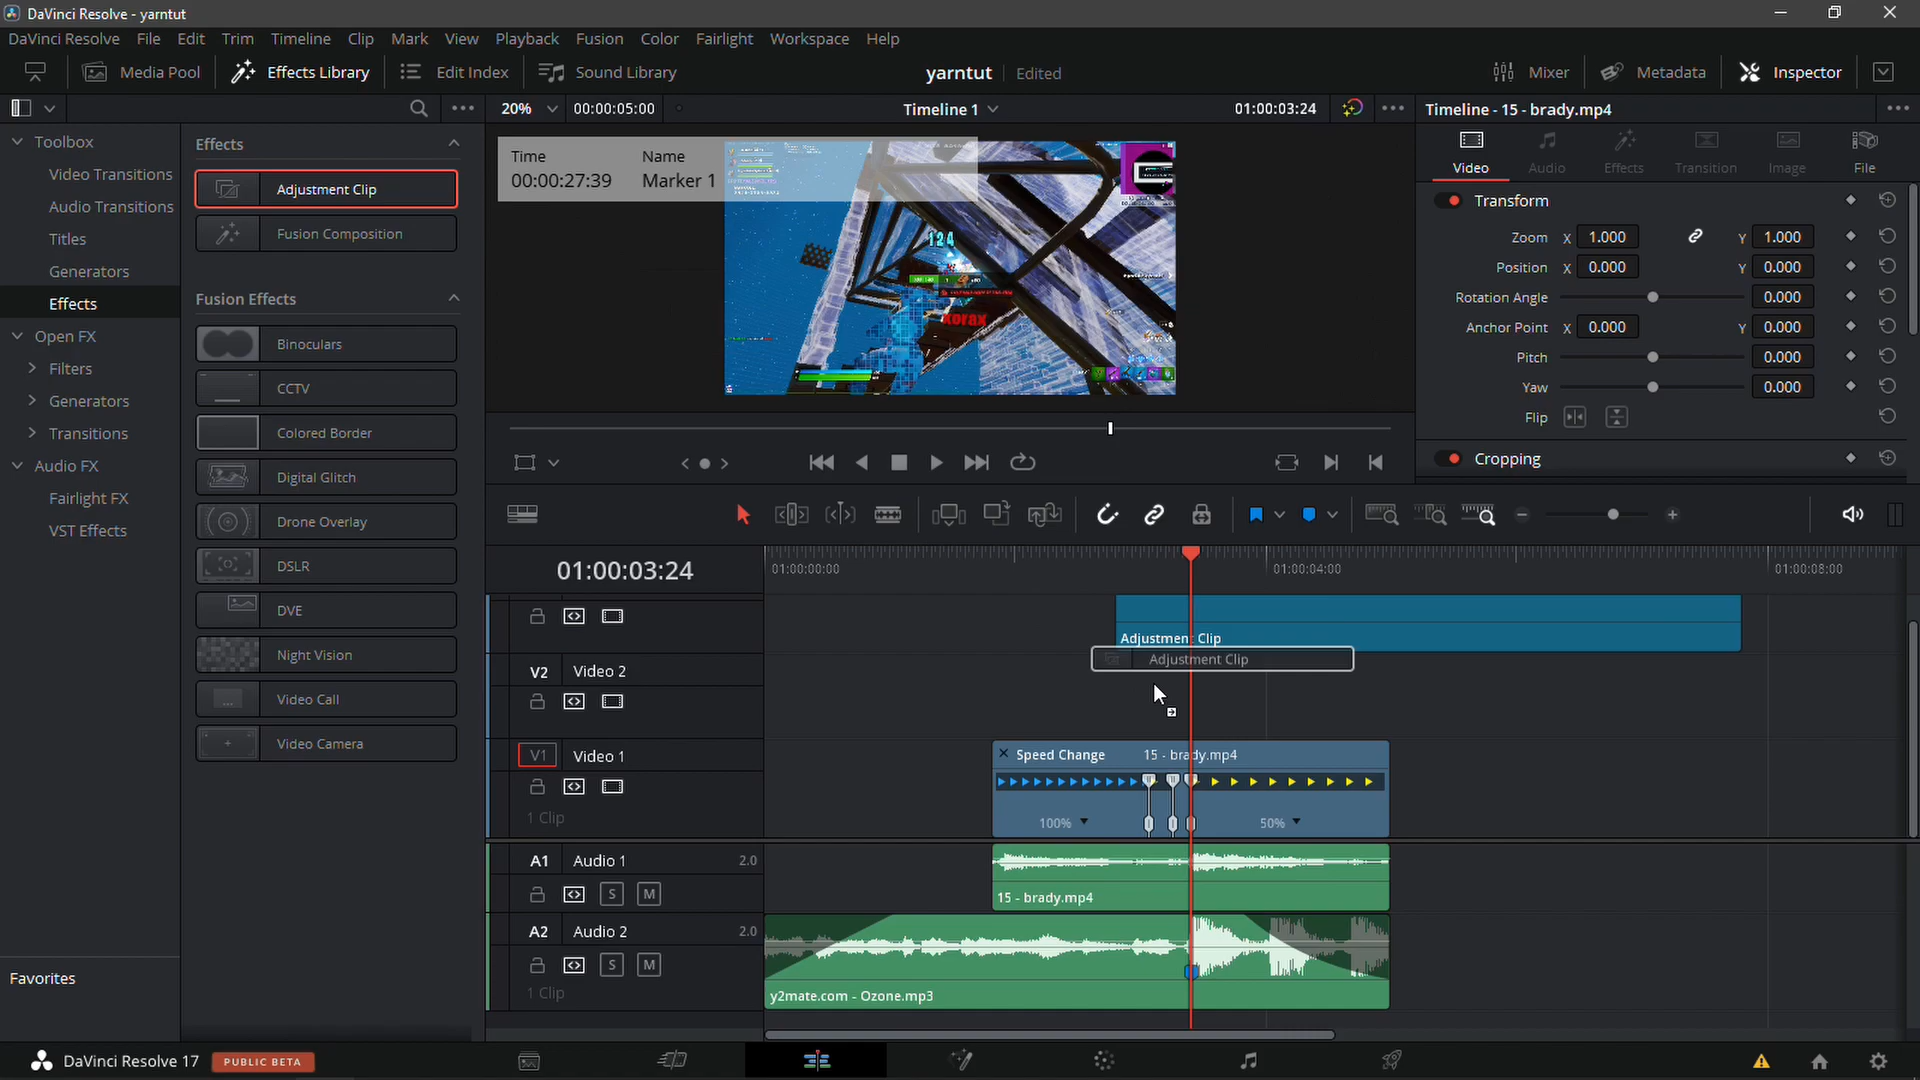 DaVinci Resolve - yarntut
DaVinci Resolve File Edit Trim Timeline Clip Mark View Playback Fusion Color Fairlight Workspace Help
Media Pool Effects Library Edit Index Sound Library yarntut Edited Mixer Metadata Inspector
20% 00:00:05:00 Timeline 1 01:00:03:24 Timeline - 15 - brady.mp4
Toolbox
Video Transitions
Audio Transitions
Titles
Generators
Effects
Open FX
Filters
Generators
Transitions
Audio FX
Fairlight FX
VST Effects
Favorites
Effects
Adjustment Clip
Fusion Composition
Fusion Effects
Binoculars
CCTV
Colored Border
Digital Glitch
Drone Overlay
DSLR
DVE
Night Vision
Video Call
Video Camera
Time Name
00:00:27:39 Marker 1
124
xorax
Video Audio Effects Transition Image File
Transform
Zoom X 1.000 Y 1.000
Position X 0.000 Y 0.000
Rotation Angle 0.000
Anchor Point X 0.000 Y 0.000
Pitch 0.000
Yaw 0.000
Flip
Cropping
01:00:03:24
01:00:00:00 01:00:04:00 01:00:08:00
Adjustment Clip
Adjustment Clip
V2 Video 2
V1 Video 1
1 Clip
Speed Change 15 - brady.mp4
100% 50%
A1 Audio 1 2.0
S M
15 - brady.mp4
A2 Audio 2 2.0
S M
1 Clip
y2mate.com - Ozone.mp3
DaVinci Resolve 17 PUBLIC BETA